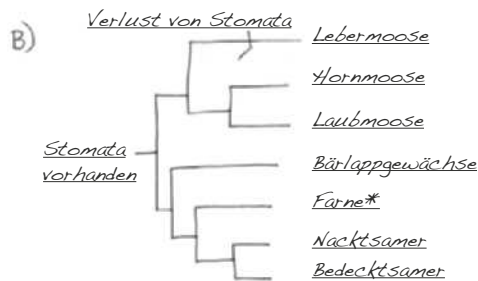 Verlust von Stomata
B)
Lebermoose
Hornmoose
Laubmoose
Stomata
vorhanden
Bärlappgewächse
Farne*
Nacktsamer
Bedecktsamer